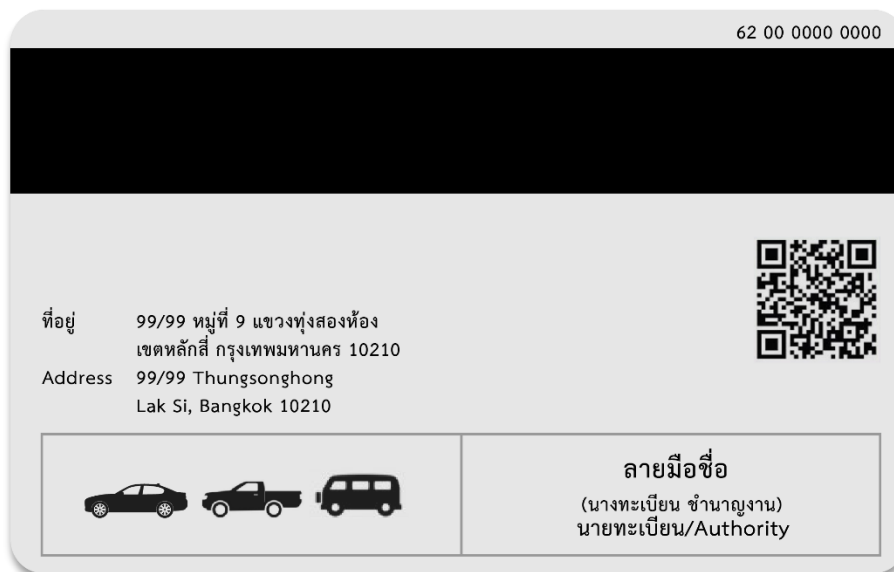 62 00 0000 0000
ที่อยู่ 99/99 หมู่ที่ 9 แขวงทุ่งสองห้อง
เขตหลักสี่ กรุงเทพมหานคร 10210
Address 99/99 Thungsonghong
Lak Si, Bangkok 10210
ลายมือชื่อ
(นางทะเบียน ชำนาญงาน)
นายทะเบียน/Authority